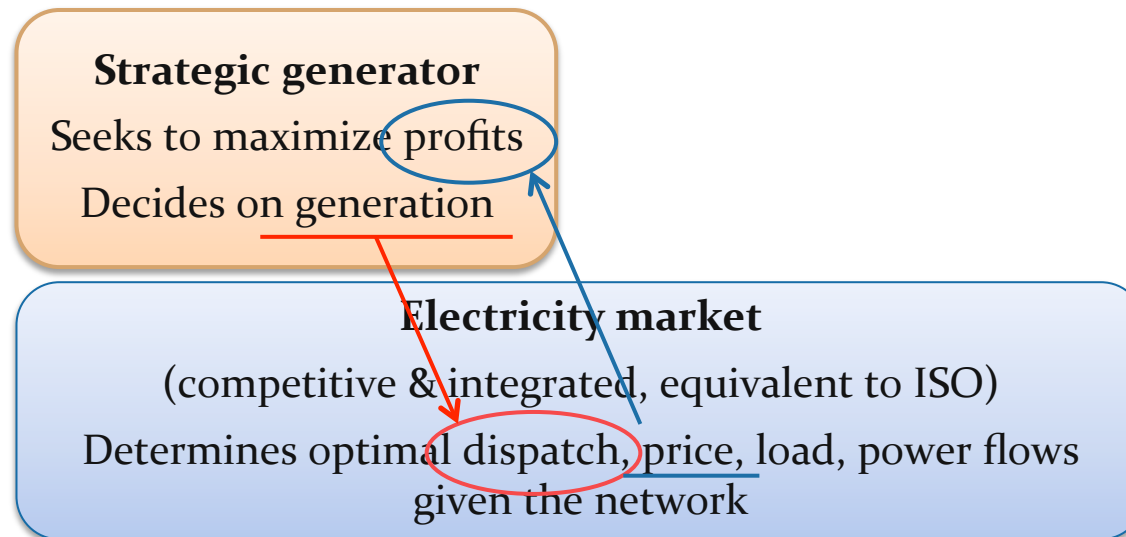 Strategic generator
Seeks to maximize profits
Decides on generation
Electricity market
(competitive & integrated, equivalent to ISO)
Determines optimal dispatch, price, load, power flows
given the network